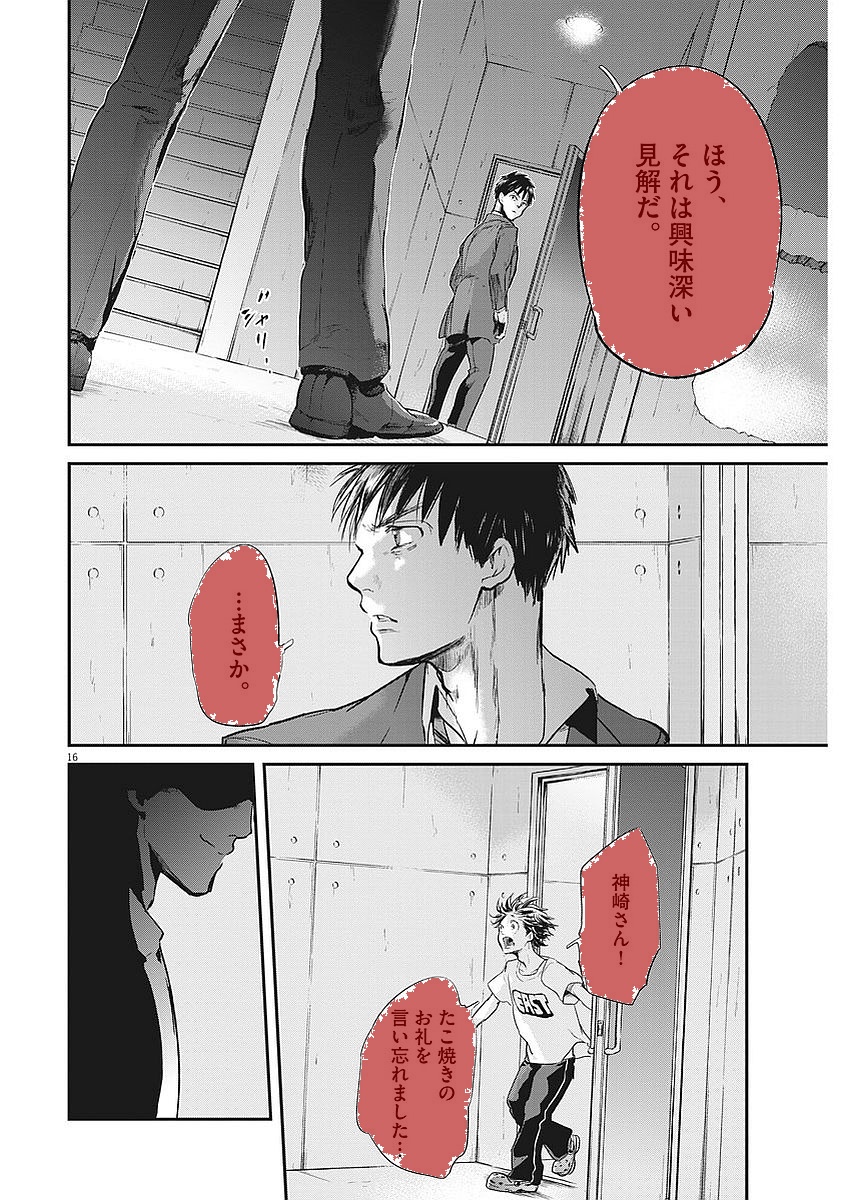 ほう、
それは興味深い
見解だ。
ジャリ…
…まさか。
16
神崎さん!
EAST
たこ焼きの
お礼を
言い忘れました…